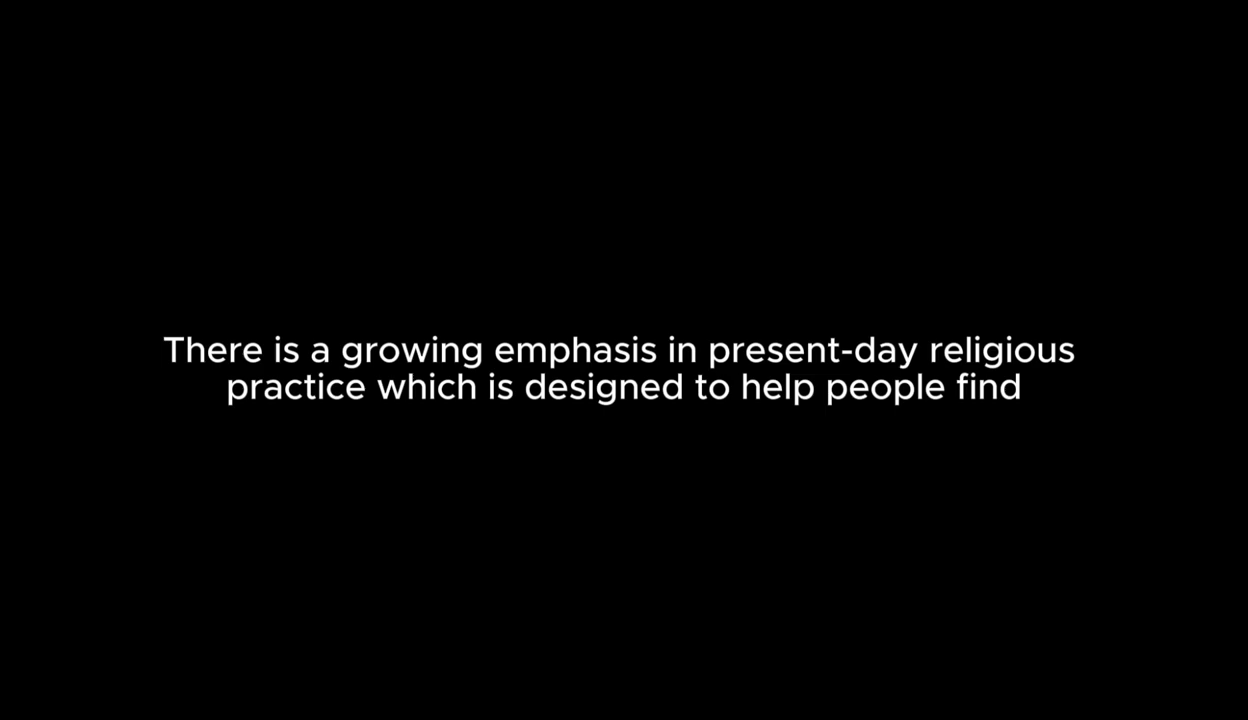 There is a growing emphasis in present-day religious
practice which is designed to help people find